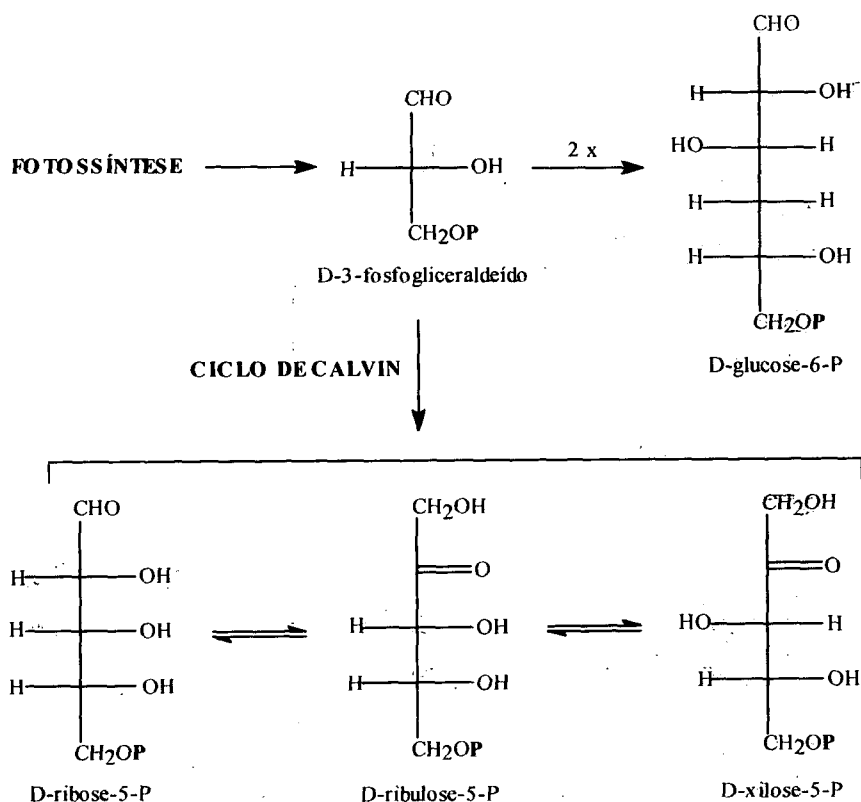 CHO
H OH
HO H
H H
H OH
CH2OP
D-glucose-6-P
FOTOSSÍNTESE
CHO
H OH
CH2OP
D-3-fosfogliceraldeído
2 x
CICLO DE CALVIN
CHO
H OH
H OH
H OH
CH2OP
D-ribose-5-P
CH2OH
O
H OH
H OH
CH2OP
D-ribulose-5-P
CH2OH
O
HO H
H OH
CH2OP
D-xilose-5-P